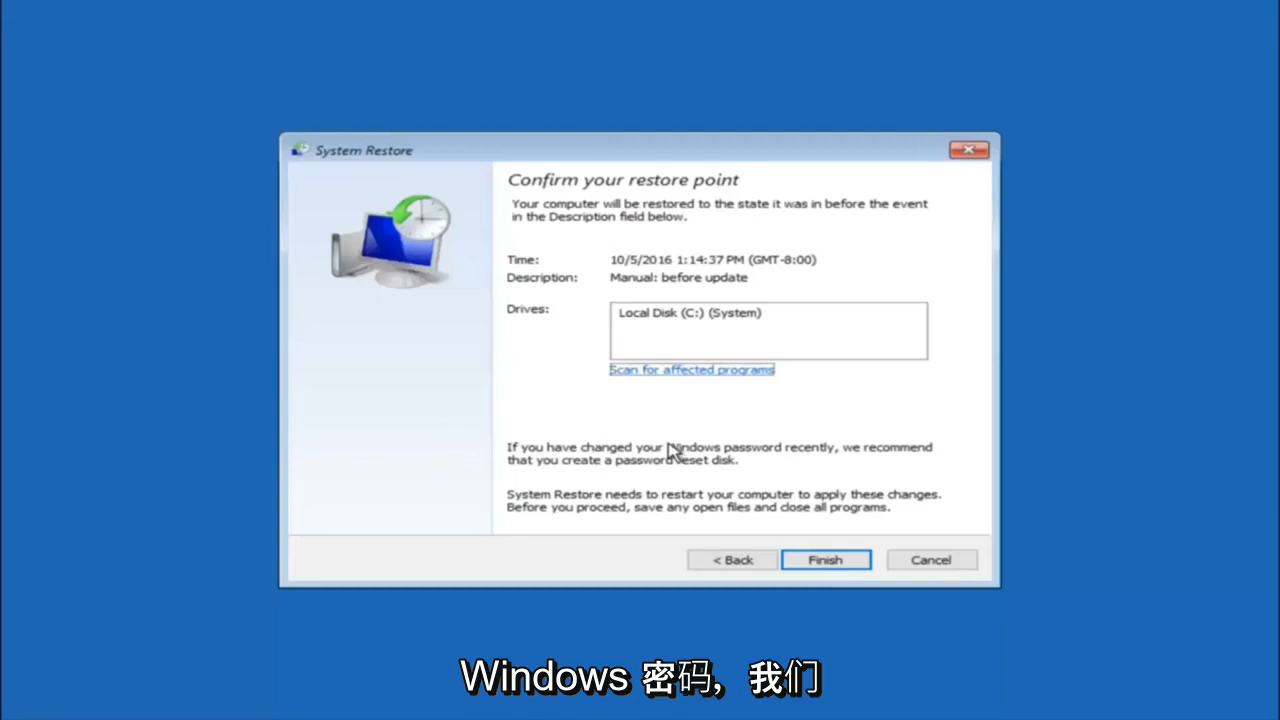 System Restore
Confirm your restore point
Your computer will be restored to the state it was in before the event
in the Description field below.
Time: 10/5/2016 1:14:37 PM (GMT-8:00)
Description: Manual: before update
Drives: Local Disk (C:) (System)
Scan for affected programs
If you have changed your Windows password recently, we recommend
that you create a password reset disk.
System Restore needs to restart your computer to apply these changes.
Before you proceed, save any open files and close all programs.
< Back Finish Cancel
Windows 密码, 我们